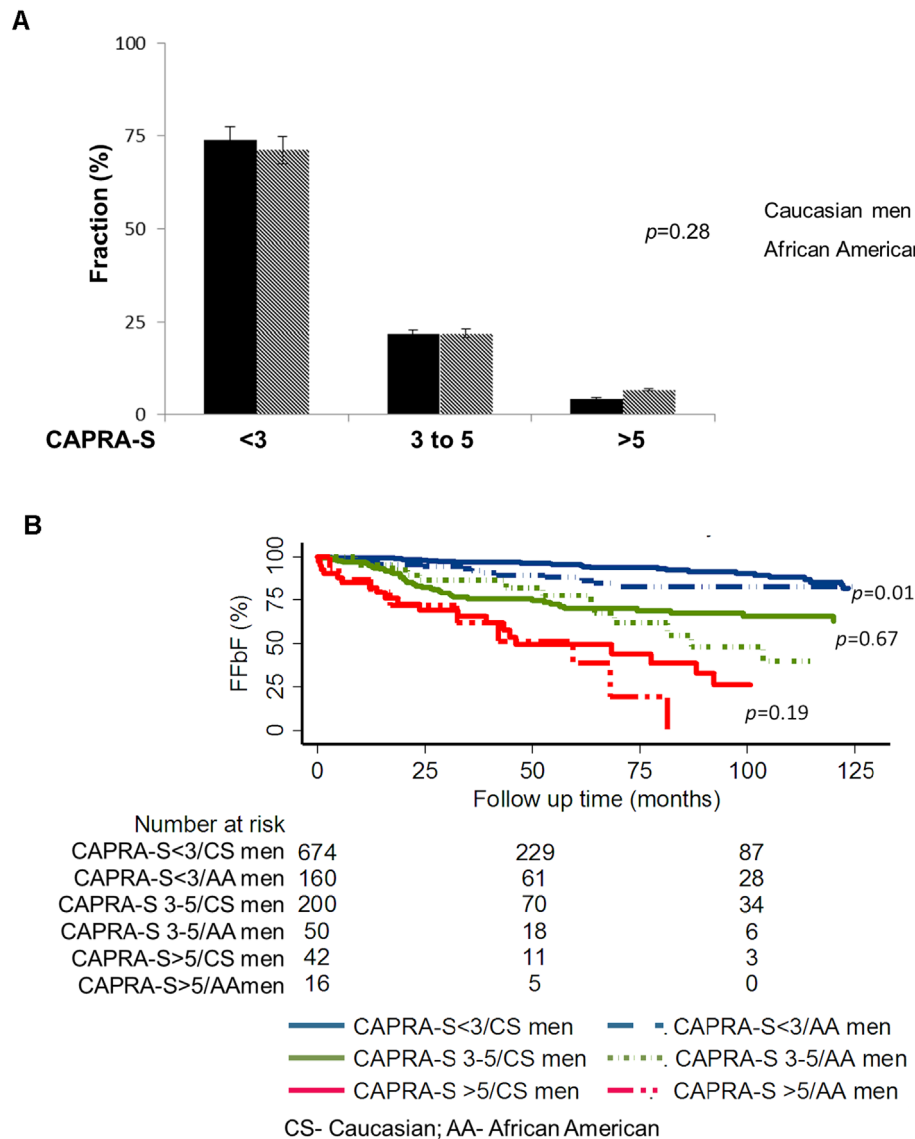 A
100
75
50
25
0
Fraction (%)
p=0.28
Caucasian men
African American
CAPRA-S <3 3 to 5 >5
B
100
75
50
25
0
FFbF (%)
p=0.01
p=0.67
p=0.19
0 25 50 75 100 125
Follow up time (months)
Number at risk
CAPRA-S<3/CS men 674 229 87
CAPRA-S<3/AA men 160 61 28
CAPRA-S 3-5/CS men 200 70 34
CAPRA-S 3-5/AA men 50 18 6
CAPRA-S>5/CS men 42 11 3
CAPRA-S>5/AAmen 16 5 0
CAPRA-S<3/CS men CAPRA-S<3/AA men
CAPRA-S 3-5/CS men CAPRA-S 3-5/AA men
CAPRA-S >5/CS men CAPRA-S >5/AA men
CS- Caucasian; AA- African American